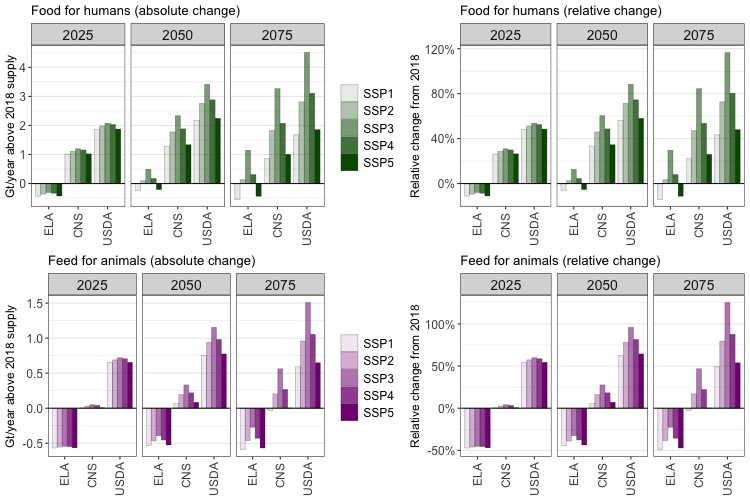 Food for humans (absolute change)
2025 2050 2075
Gt/year above 2018 supply
4
3
2
1
0
ELA CNS USDA ELA CNS USDA ELA CNS USDA
SSP1
SSP2
SSP3
SSP4
SSP5
Food for humans (relative change)
2025 2050 2075
Relative change from 2018
120%
80%
40%
0%
ELA CNS USDA ELA CNS USDA ELA CNS USDA
Feed for animals (absolute change)
2025 2050 2075
Gt/year above 2018 supply
1.5
1.0
0.5
0.0
-0.5
ELA CNS USDA ELA CNS USDA ELA CNS USDA
SSP1
SSP2
SSP3
SSP4
SSP5
Feed for animals (relative change)
2025 2050 2075
Relative change from 2018
100%
50%
0%
-50%
ELA CNS USDA ELA CNS USDA ELA CNS USDA